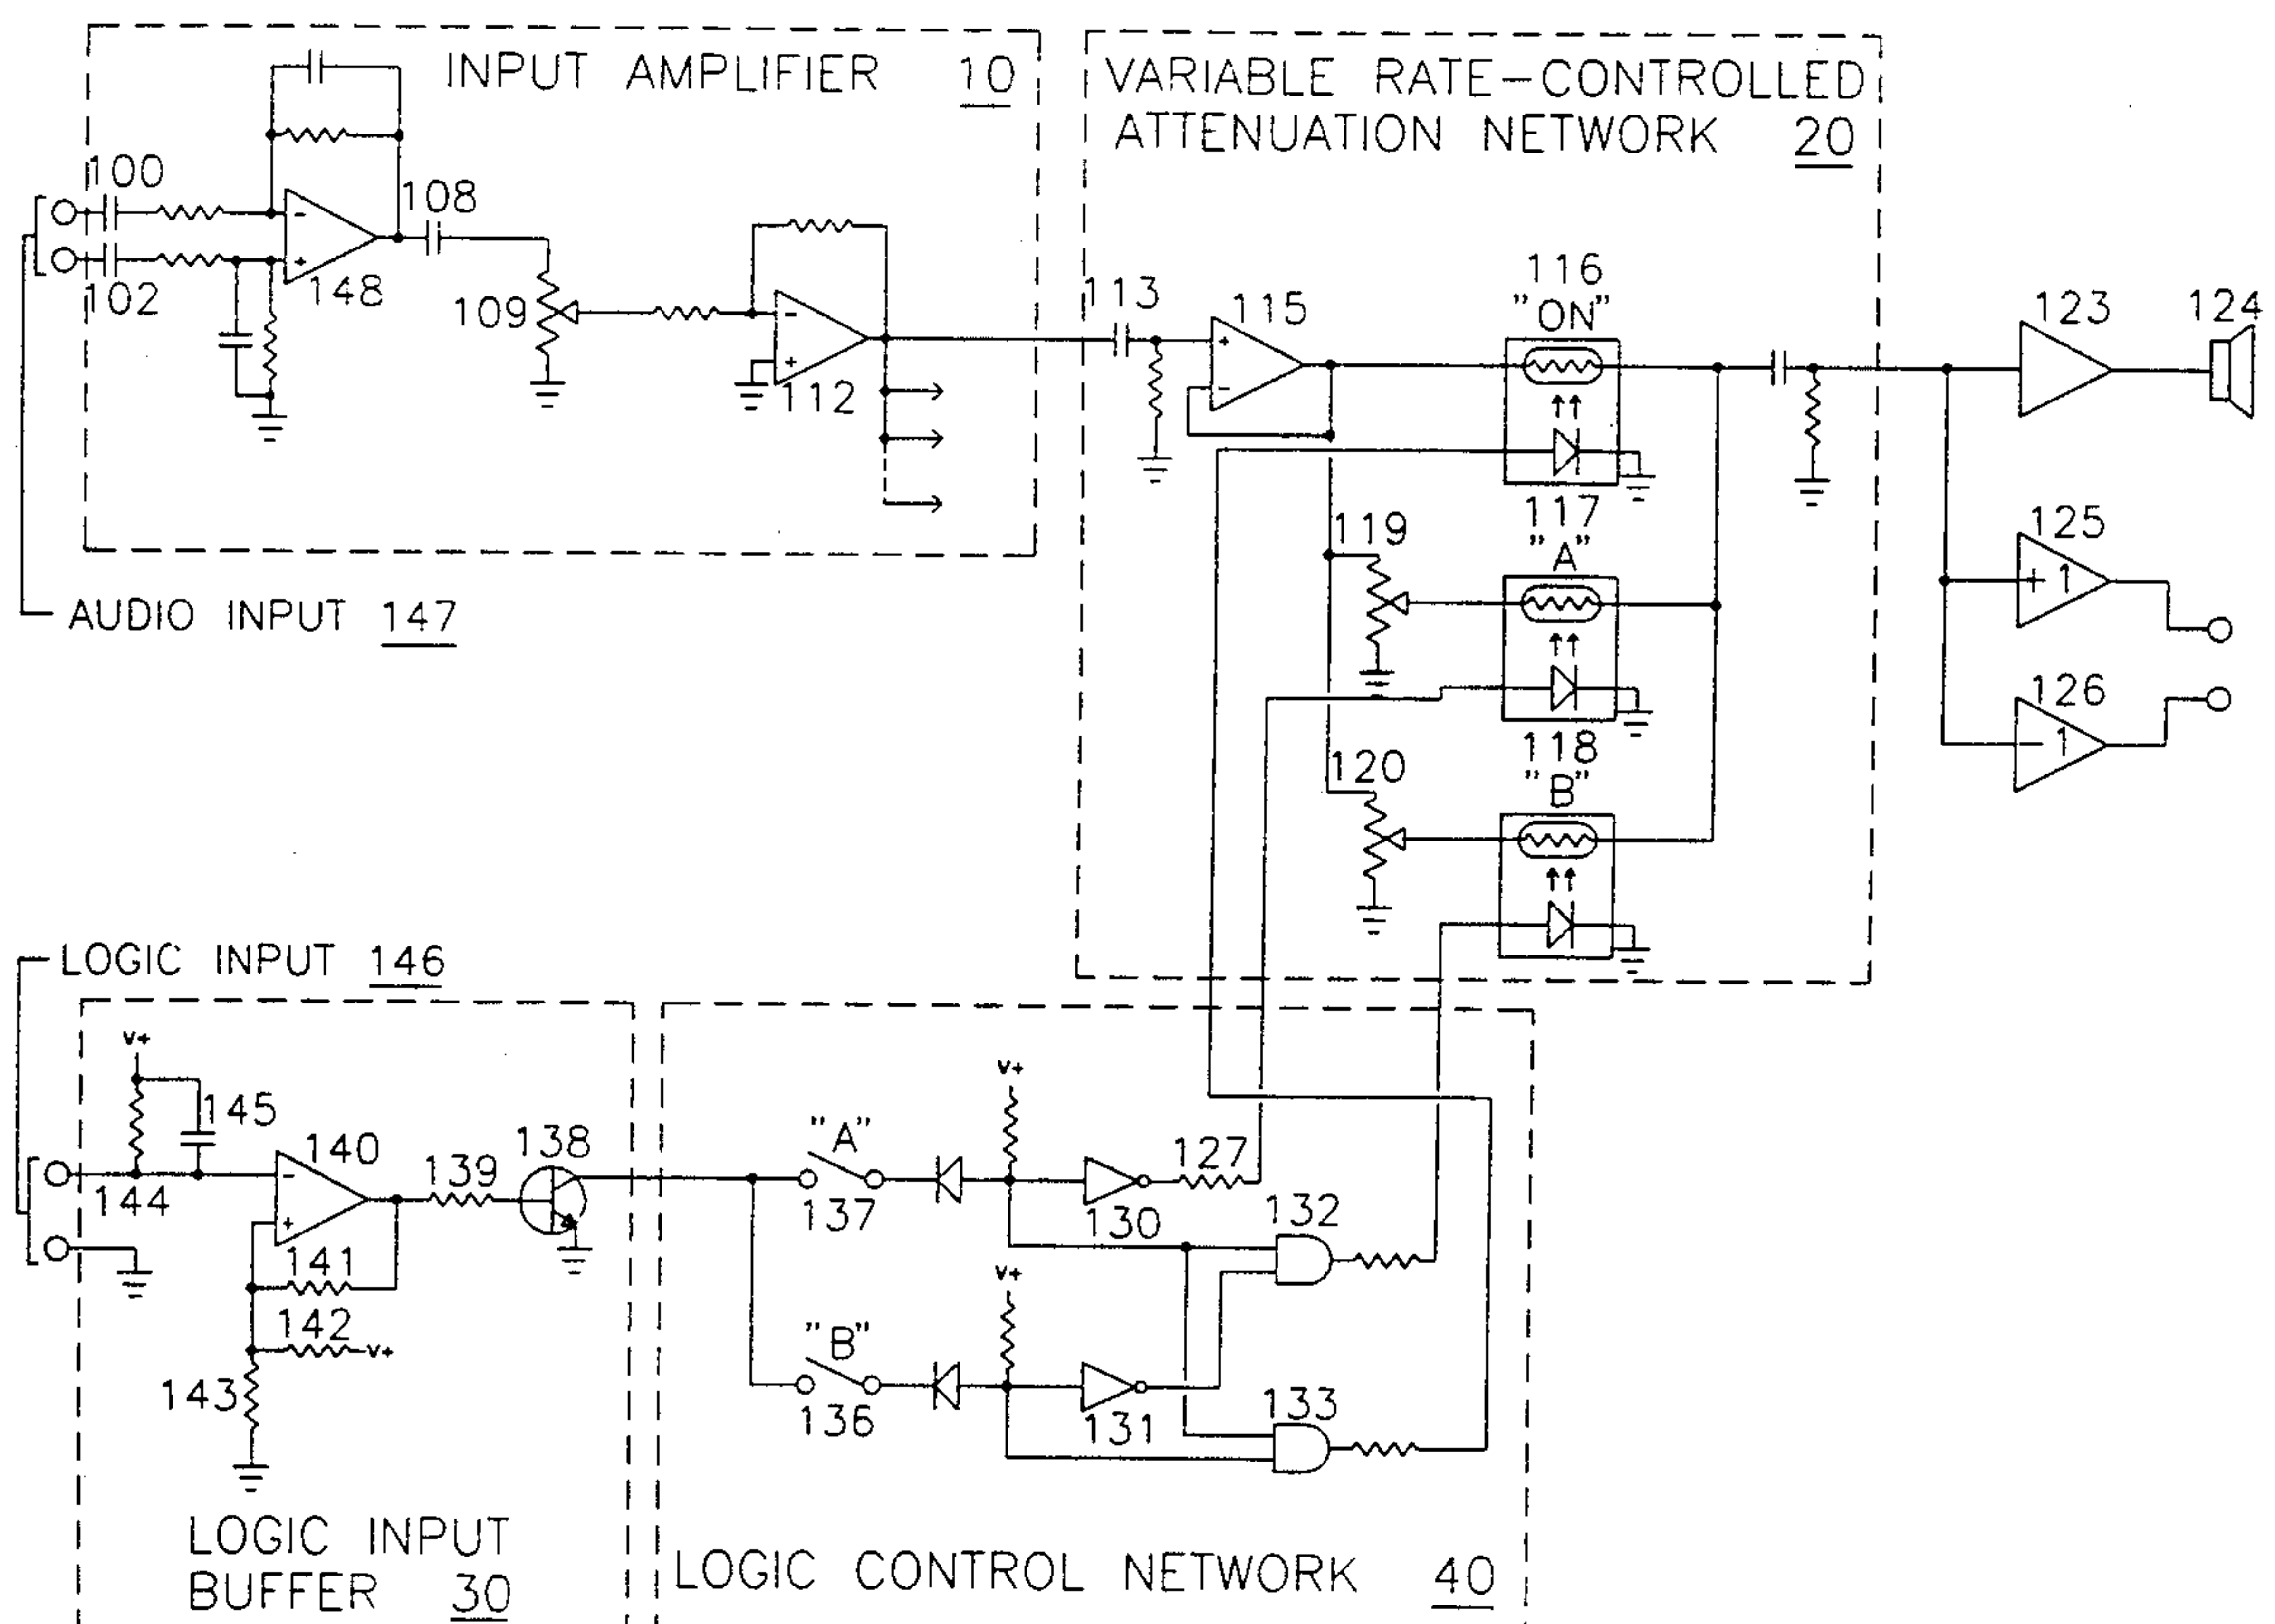 INPUT AMPLIFIER 10
VARIABLE RATE-CONTROLLED
ATTENUATION NETWORK 20
100
102
148
108
109
112
113
115
116
"ON"
123
124
117
"A"
119
125
118
"B"
120
126
+ 1
- 1
AUDIO INPUT 147
LOGIC INPUT 146
V+
145
144
140
139
138
141
142
V+
143
LOGIC INPUT
BUFFER 30
"A"
137
V+
130
127
132
"B"
136
V+
131
133
LOGIC CONTROL NETWORK 40